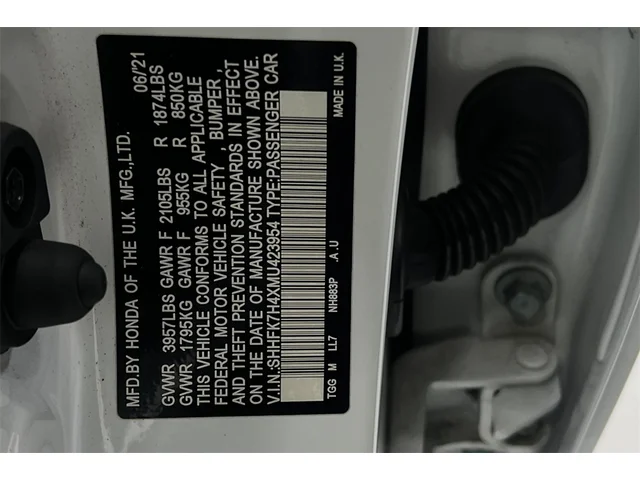 MFD.BY HONDA OF THE U.K. MFG.,LTD. 06/'21
GVWR 3957LBS GAWR F 2105LBS R 1874LBS
GVWR 1795KG GAWR F 955KG R 850KG
THIS VEHICLE CONFORMS TO ALL APPLICABLE
FEDERAL MOTOR VEHICLE SAFETY , BUMPER ,
AND THEFT PREVENTION STANDARDS IN EFFECT
ON THE DATE OF MANUFACTURE SHOWN ABOVE.
V.I.N.:SHHFK7H4XMU423954 TYPE:PASSENGER CAR
TGG M LL7 NH883P .A.U MADE IN U.K.